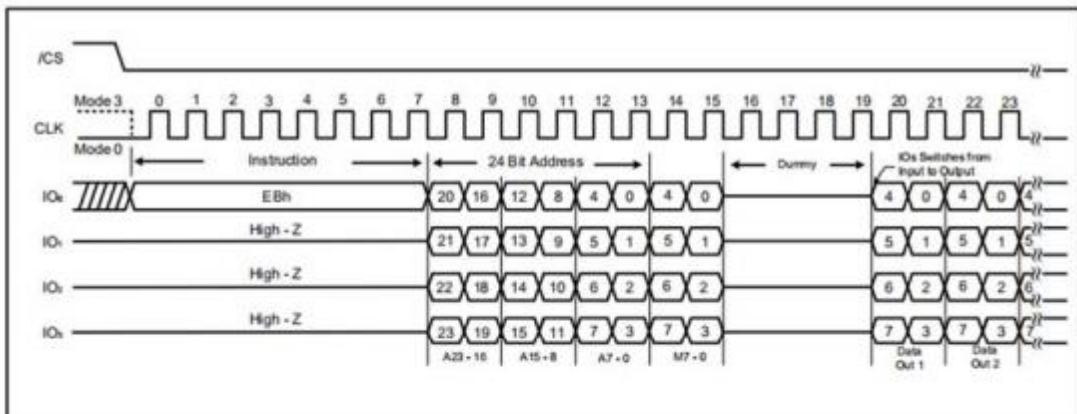 /CS
Mode 3 0 1 2 3 4 5 6 7 8 9 10 11 12 13 14 15 16 17 18 19 20 21 22 23
CLK
Mode 0
Instruction 24 Bit Address Dummy IOs Switches from
Input to Output
IO₀ EBh 20 16 12 8 4 0 4 0 4 0 4 0 4
High - Z
IO₁ 21 17 13 9 5 1 5 1 5 1 5 1 5
High - Z
IO₂ 22 18 14 10 6 2 6 2 6 2 6 2 6
High - Z
IO₃ 23 19 15 11 7 3 7 3 7 3 7 3 7
A23 - 16 A15 - 8 A7 - 0 M7 - 0 Data
Out 1 Data
Out 2